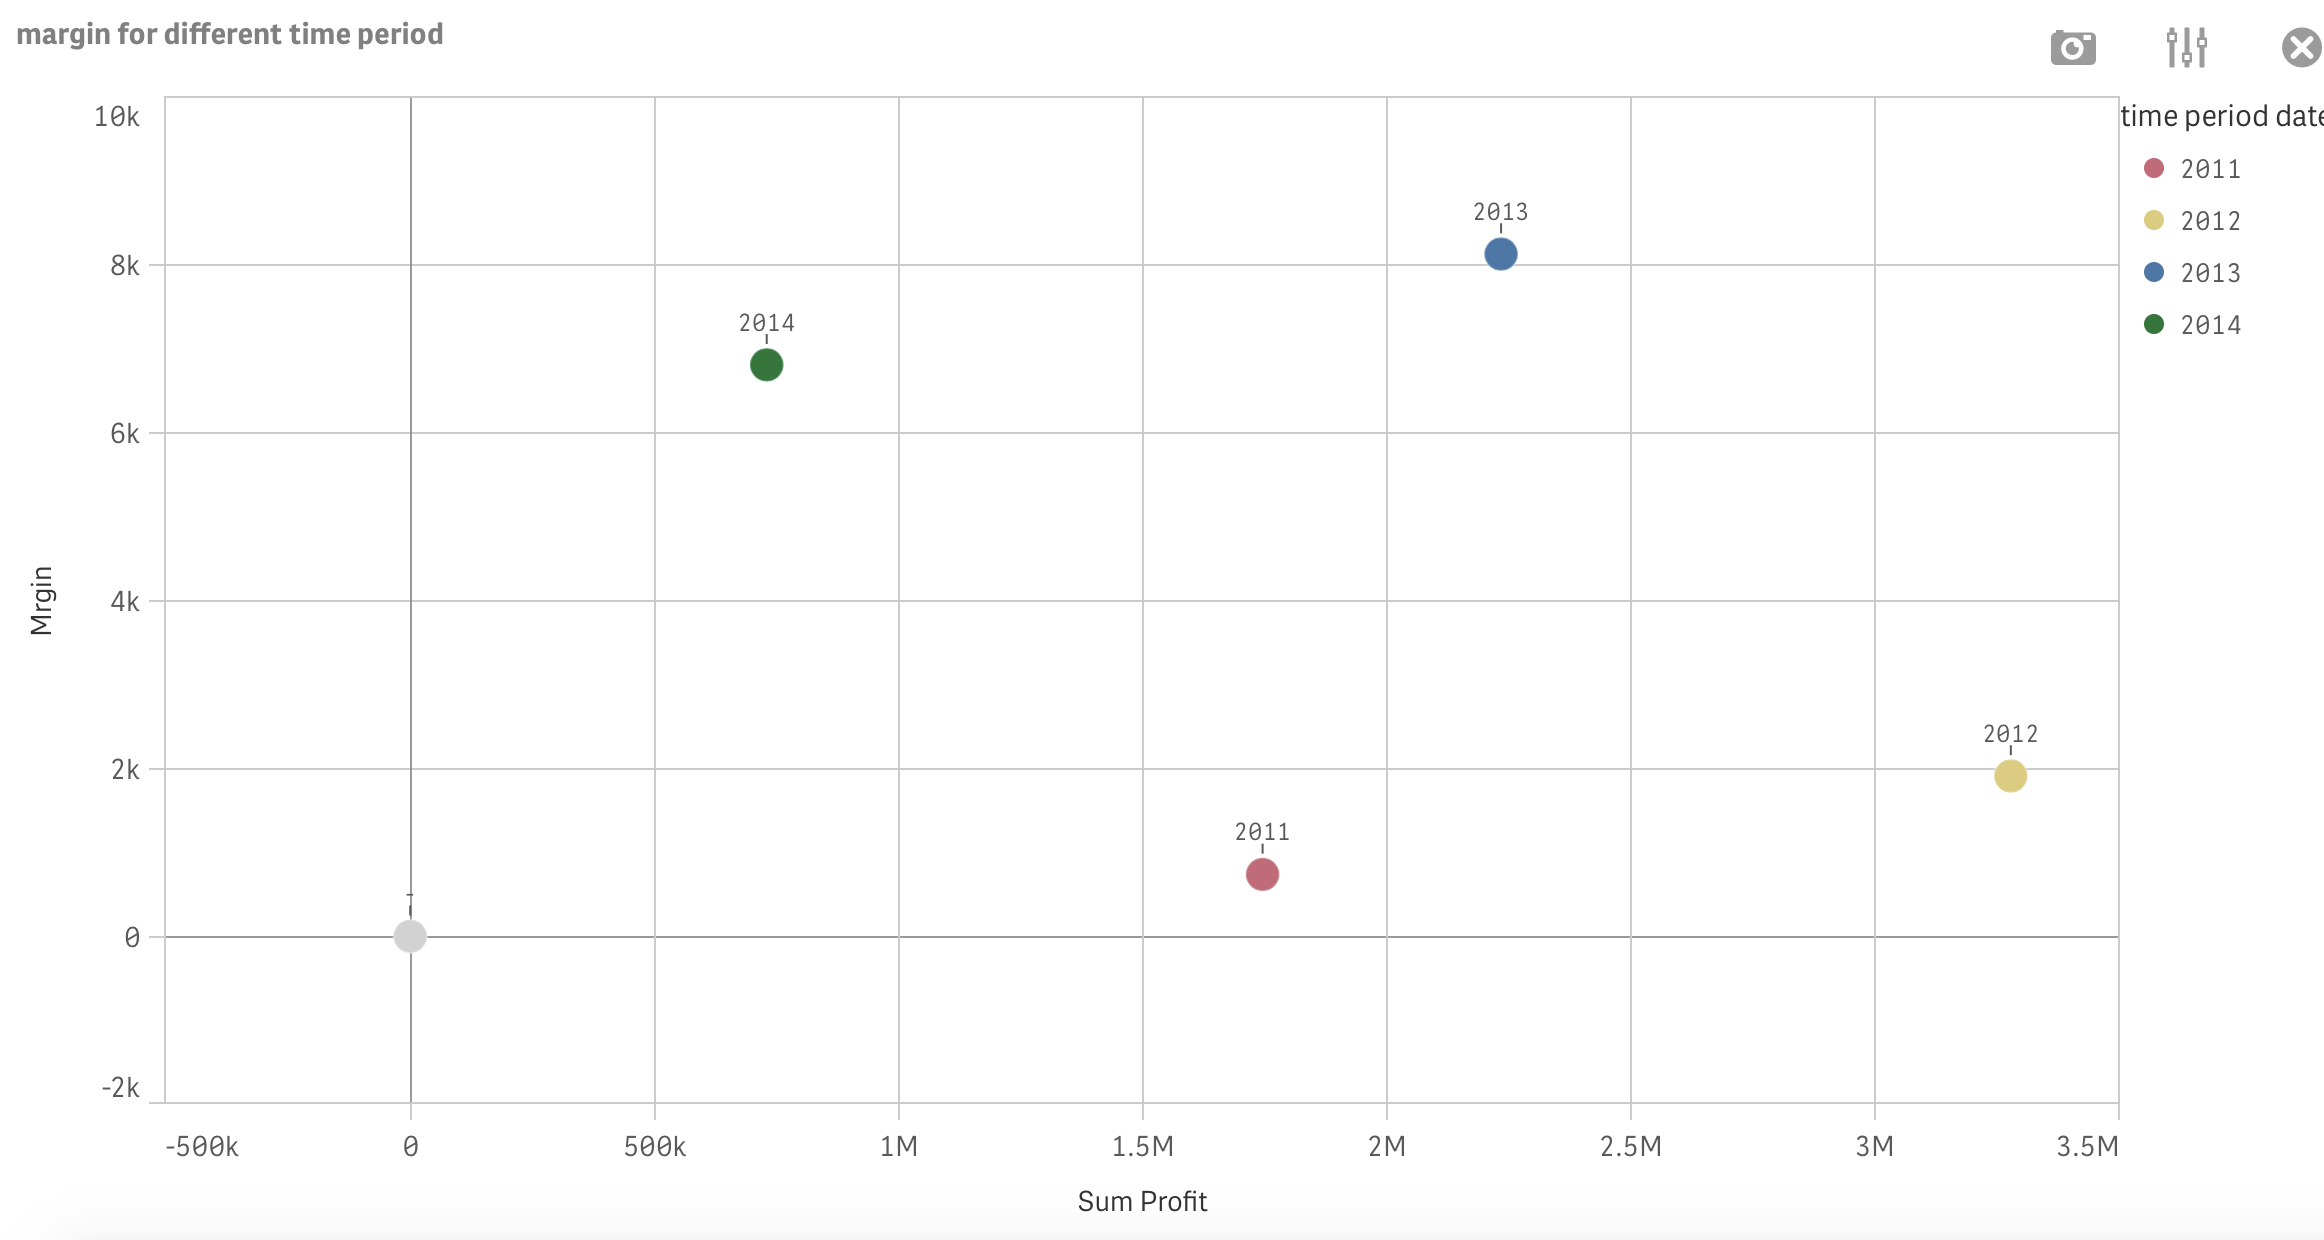 margin for different time period
10k
8k
6k
4k
2k
0
-2k
Mrgin
2013
2014
2012
2011
-
-500k
0
500k
1M
1.5M
2M
2.5M
3M
3.5M
Sum Profit
time period date
2011
2012
2013
2014